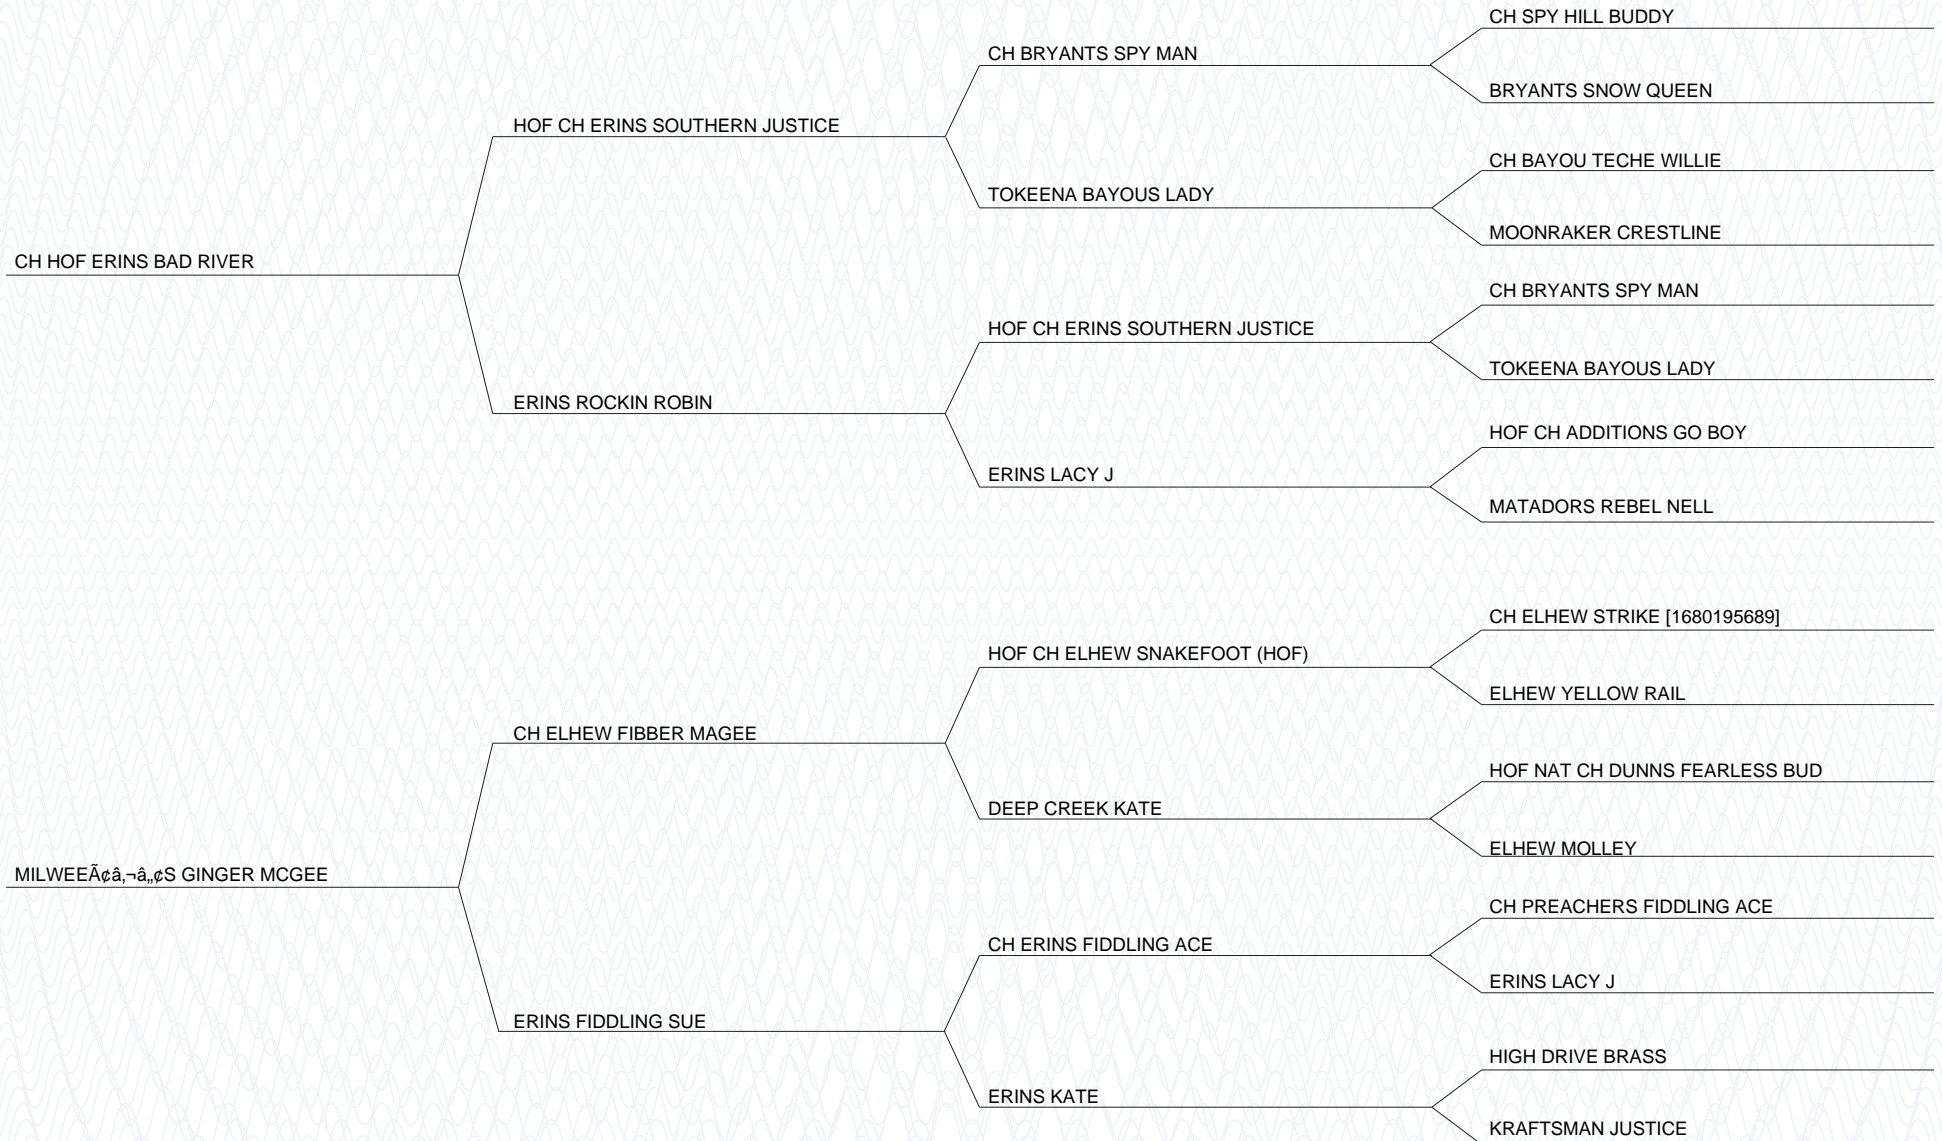 CH SPY HILL BUDDY
CH BRYANTS SPY MAN
BRYANTS SNOW QUEEN
HOF CH ERINS SOUTHERN JUSTICE
CH BAYOU TECHE WILLIE
TOKEENA BAYOUS LADY
MOONRAKER CRESTLINE
CH HOF ERINS BAD RIVER
CH BRYANTS SPY MAN
HOF CH ERINS SOUTHERN JUSTICE
TOKEENA BAYOUS LADY
ERINS ROCKIN ROBIN
HOF CH ADDITIONS GO BOY
ERINS LACY J
MATADORS REBEL NELL
CH ELHEW STRIKE [1680195689]
HOF CH ELHEW SNAKEFOOT (HOF)
ELHEW YELLOW RAIL
CH ELHEW FIBBER MAGEE
HOF NAT CH DUNNS FEARLESS BUD
DEEP CREEK KATE
ELHEW MOLLEY
MILWEEÃ¢â‚¬â„¢S GINGER MCGEE
CH PREACHERS FIDDLING ACE
CH ERINS FIDDLING ACE
ERINS LACY J
ERINS FIDDLING SUE
HIGH DRIVE BRASS
ERINS KATE
KRAFTSMAN JUSTICE